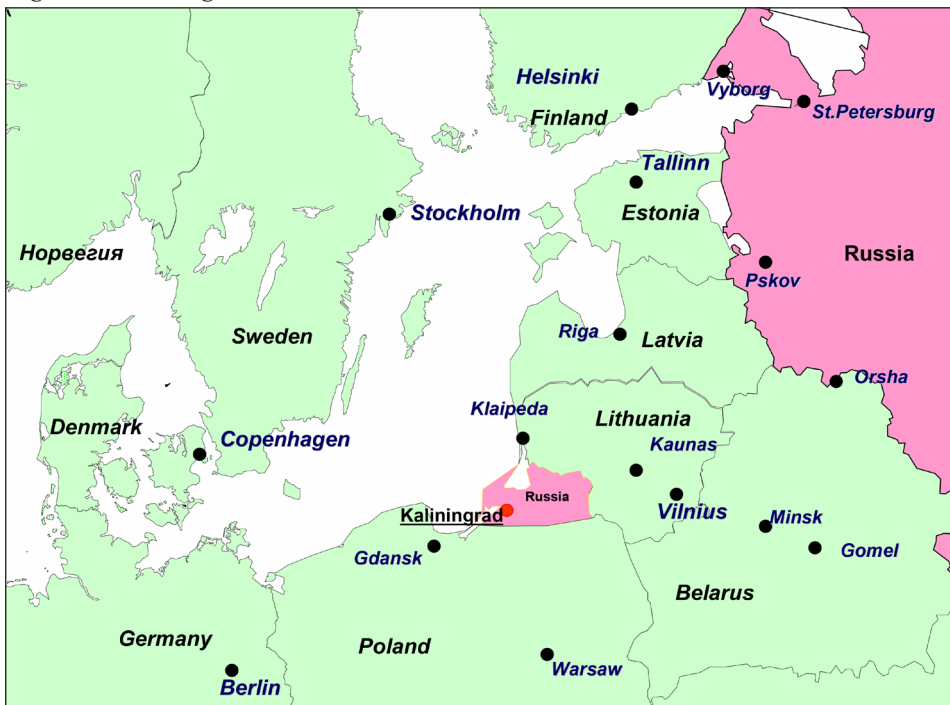 Helsinki
Vyborg
Finland
St.Petersburg
Tallinn
Stockholm
Estonia
Норвегия
Russia
Pskov
Riga
Sweden
Latvia
Orsha
Klaipeda
Lithuania
Denmark
Copenhagen
Kaunas
Russia
Kaliningrad
Vilnius
Minsk
Gdansk
Gomel
Belarus
Germany
Poland
Warsaw
Berlin